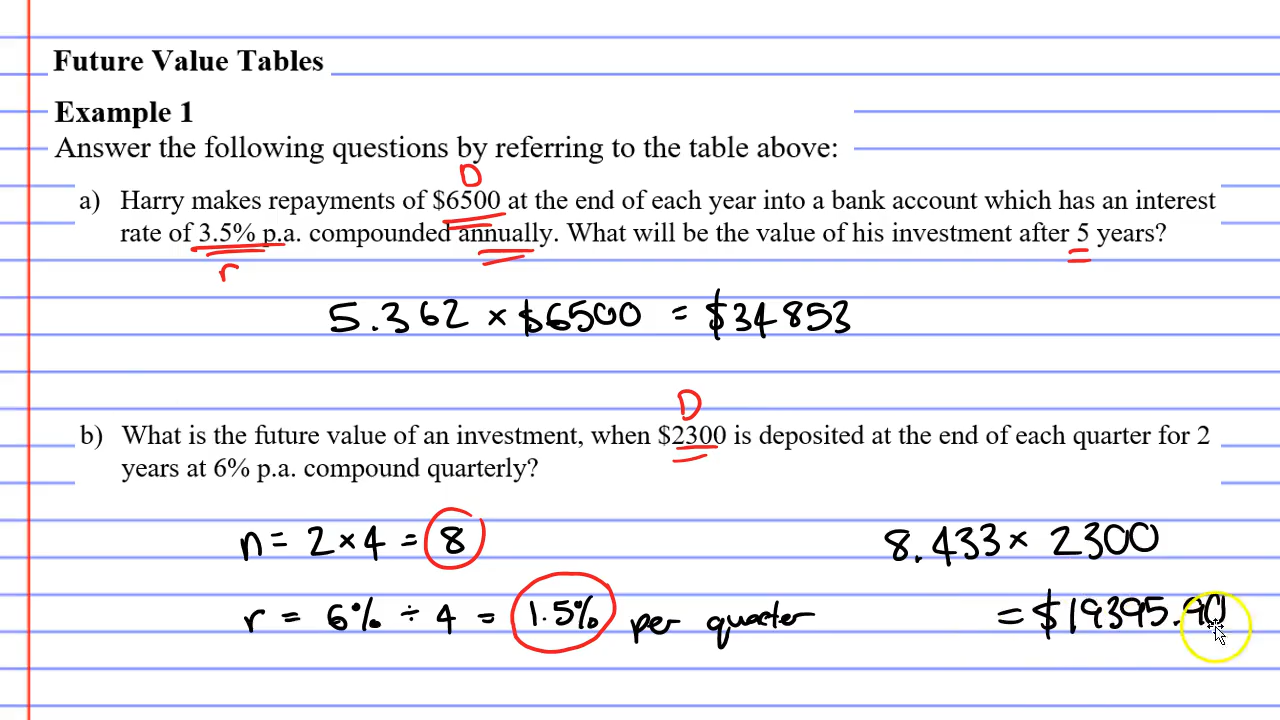 Future Value Tables
Example 1
Answer the following questions by referring to the table above:
D
a) Harry makes repayments of $6500 at the end of each year into a bank account which has an interest
rate of 3.5% p.a. compounded annually. What will be the value of his investment after 5 years?
r
5.362 × $6500 = $34853
D
b) What is the future value of an investment, when $2300 is deposited at the end of each quarter for 2
years at 6% p.a. compound quarterly?
n = 2 × 4 = 8
8.433 × 2300
r = 6% ÷ 4 = 1.5% per quarter
= $19395.90